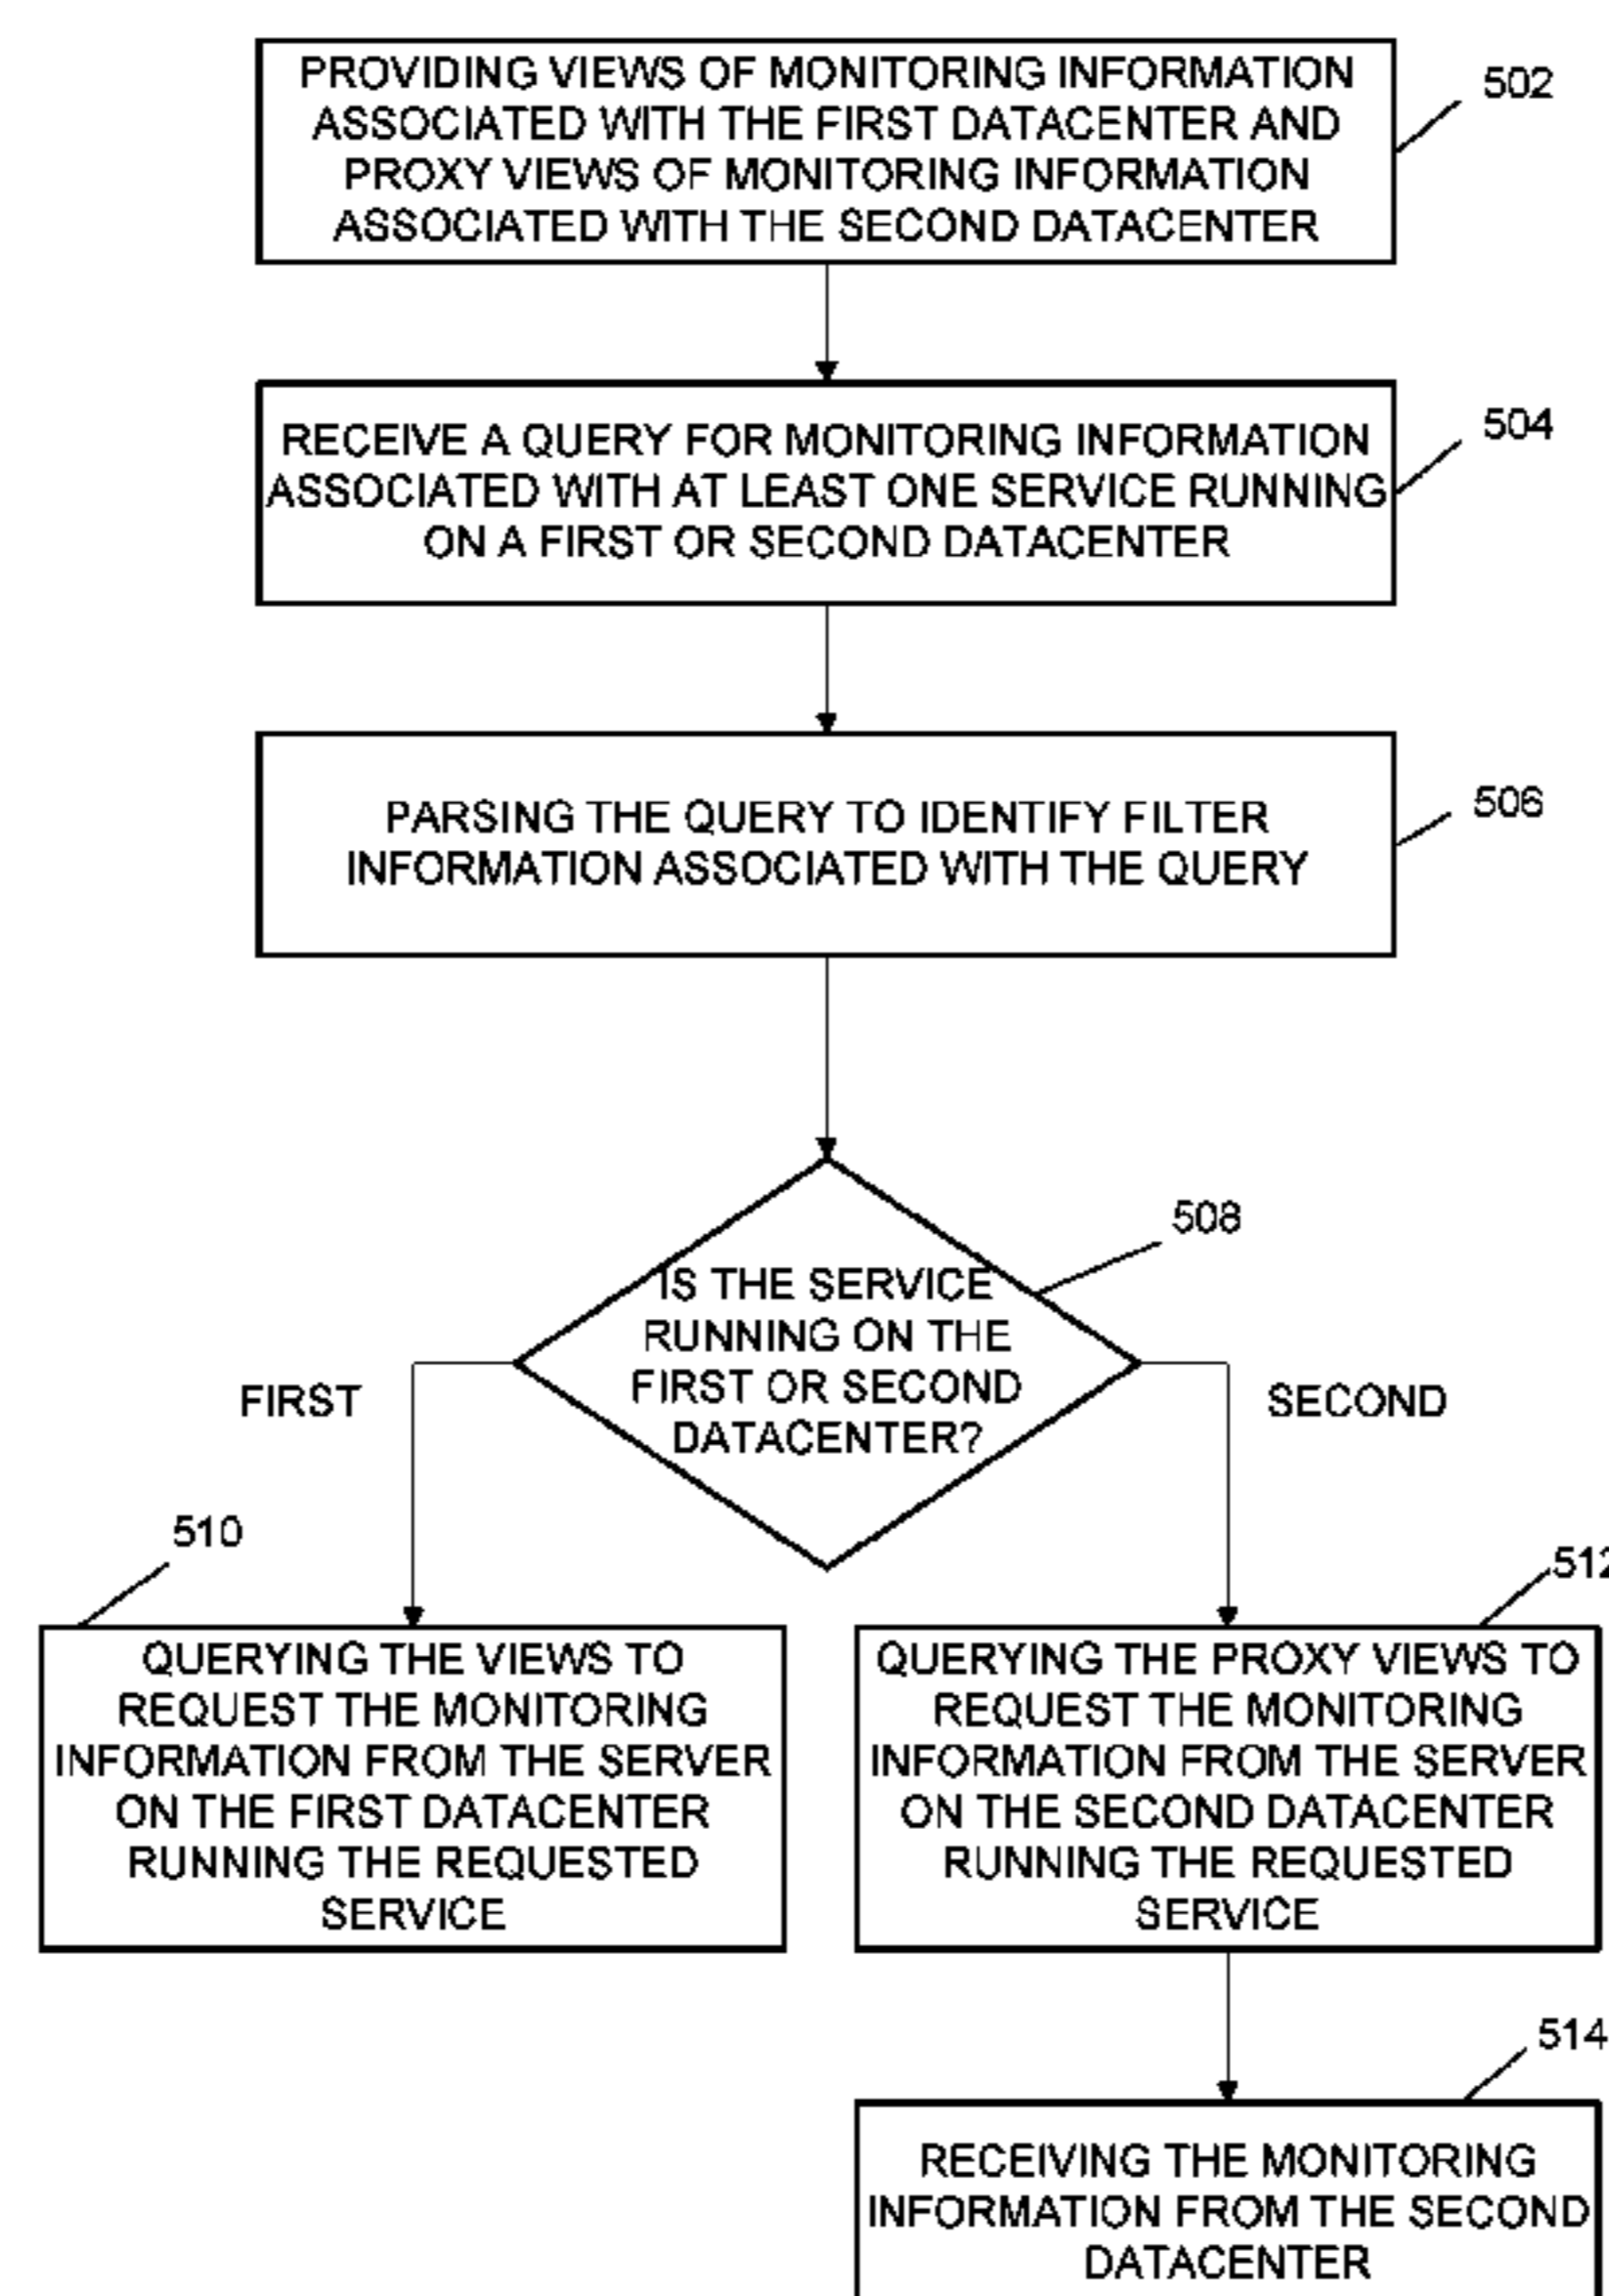 PROVIDING VIEWS OF MONITORING INFORMATION
ASSOCIATED WITH THE FIRST DATACENTER AND
PROXY VIEWS OF MONITORING INFORMATION
ASSOCIATED WITH THE SECOND DATACENTER
502
RECEIVE A QUERY FOR MONITORING INFORMATION
ASSOCIATED WITH AT LEAST ONE SERVICE RUNNING
ON A FIRST OR SECOND DATACENTER
504
PARSING THE QUERY TO IDENTIFY FILTER
INFORMATION ASSOCIATED WITH THE QUERY
506
508
IS THE SERVICE
RUNNING ON THE
FIRST OR SECOND
DATACENTER?
FIRST
SECOND
510
QUERYING THE VIEWS TO
REQUEST THE MONITORING
INFORMATION FROM THE SERVER
ON THE FIRST DATACENTER
RUNNING THE REQUESTED
SERVICE
512
QUERYING THE PROXY VIEWS TO
REQUEST THE MONITORING
INFORMATION FROM THE SERVER
ON THE SECOND DATACENTER
RUNNING THE REQUESTED
SERVICE
514
RECEIVING THE MONITORING
INFORMATION FROM THE SECOND
DATACENTER